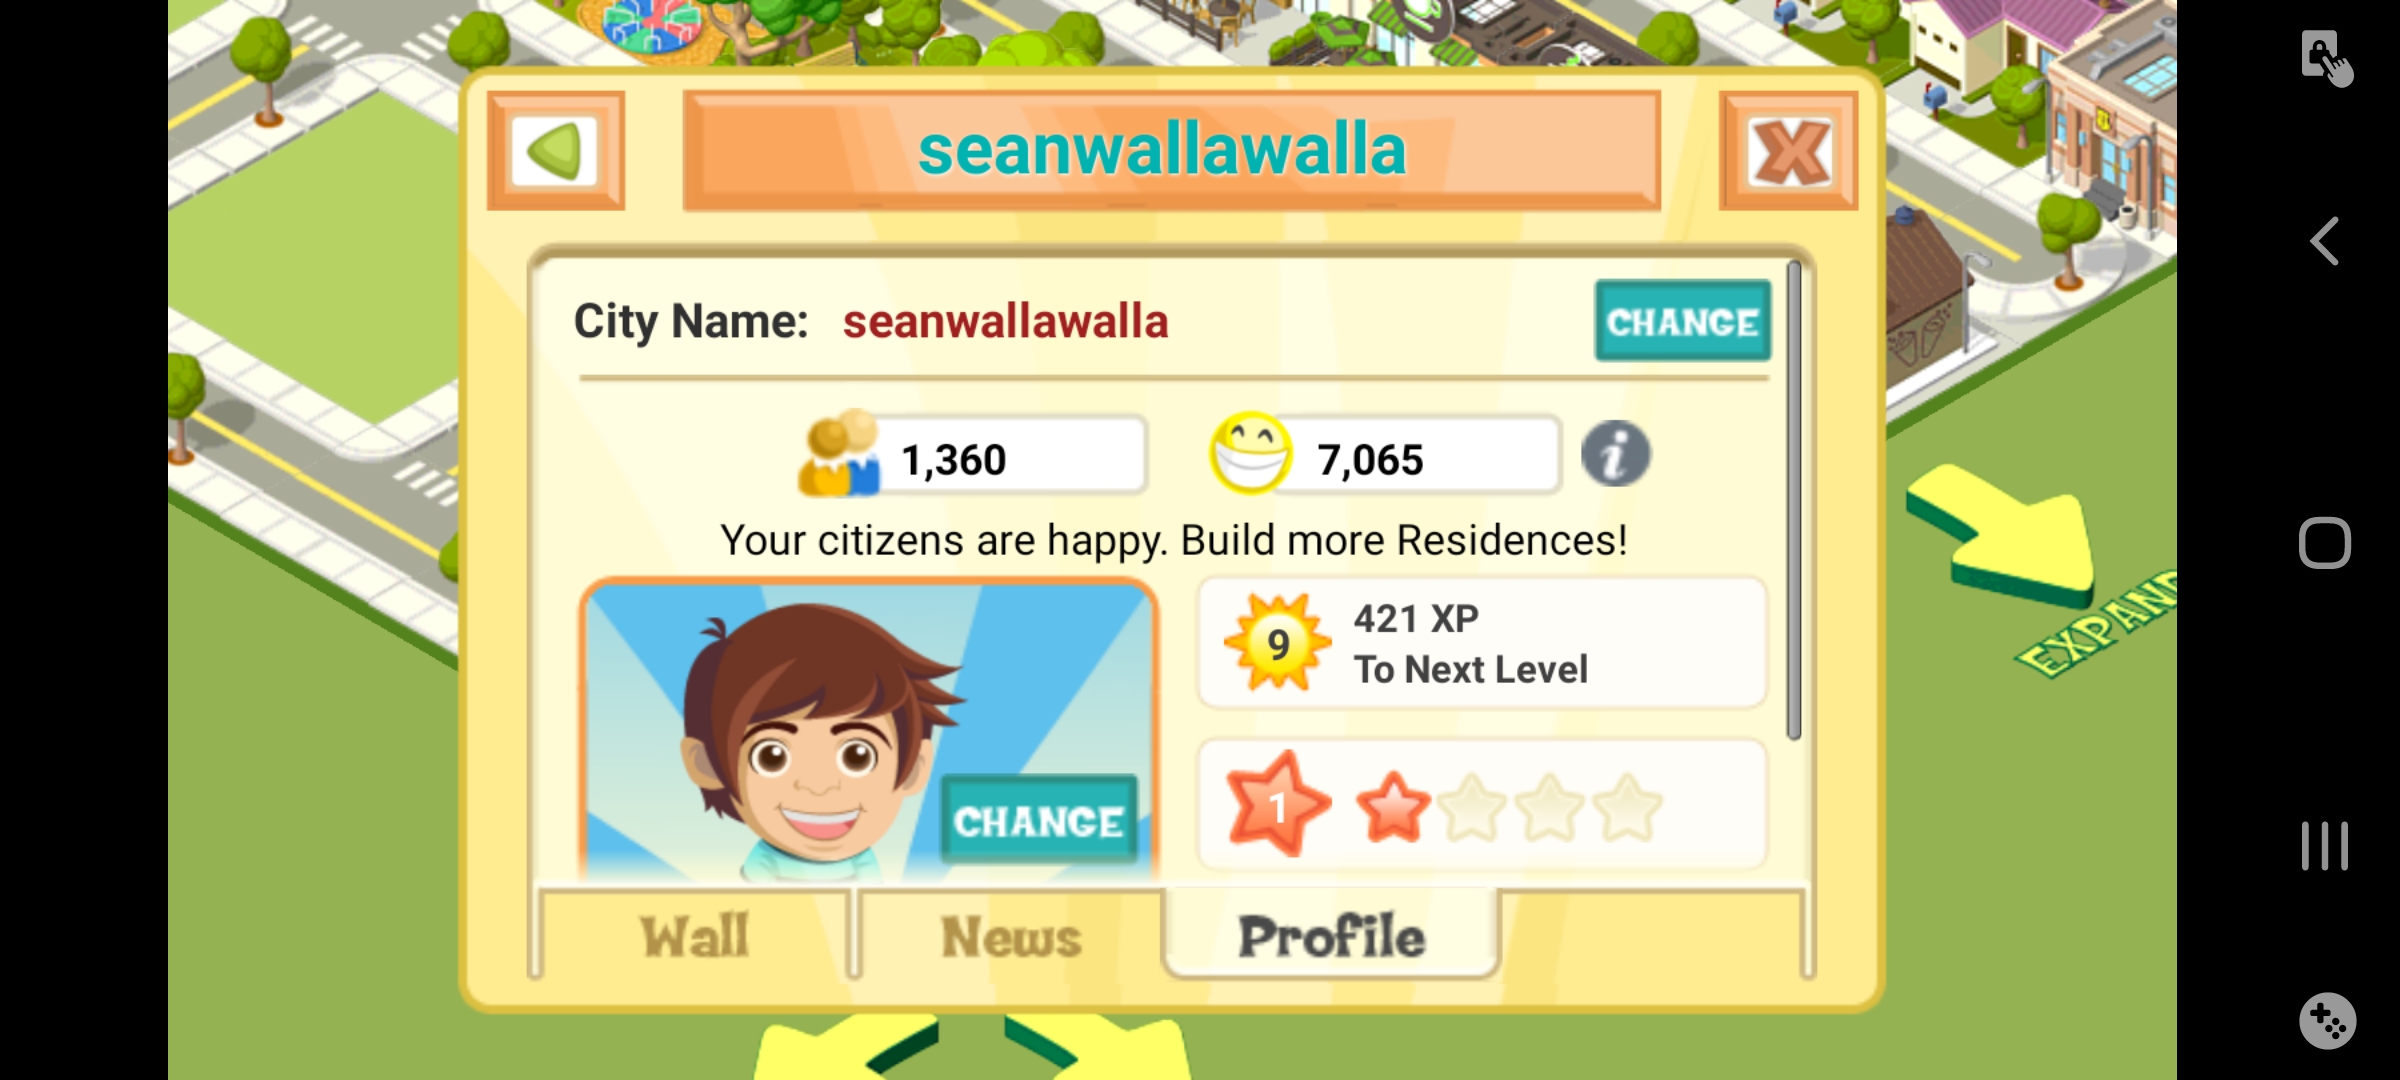 seanwallawalla
City Name: seanwallawalla
CHANGE
1,360
7,065
i
Your citizens are happy. Build more Residences!
9
421 XP
To Next Level
1
CHANGE
Wall
News
Profile
EXPAND